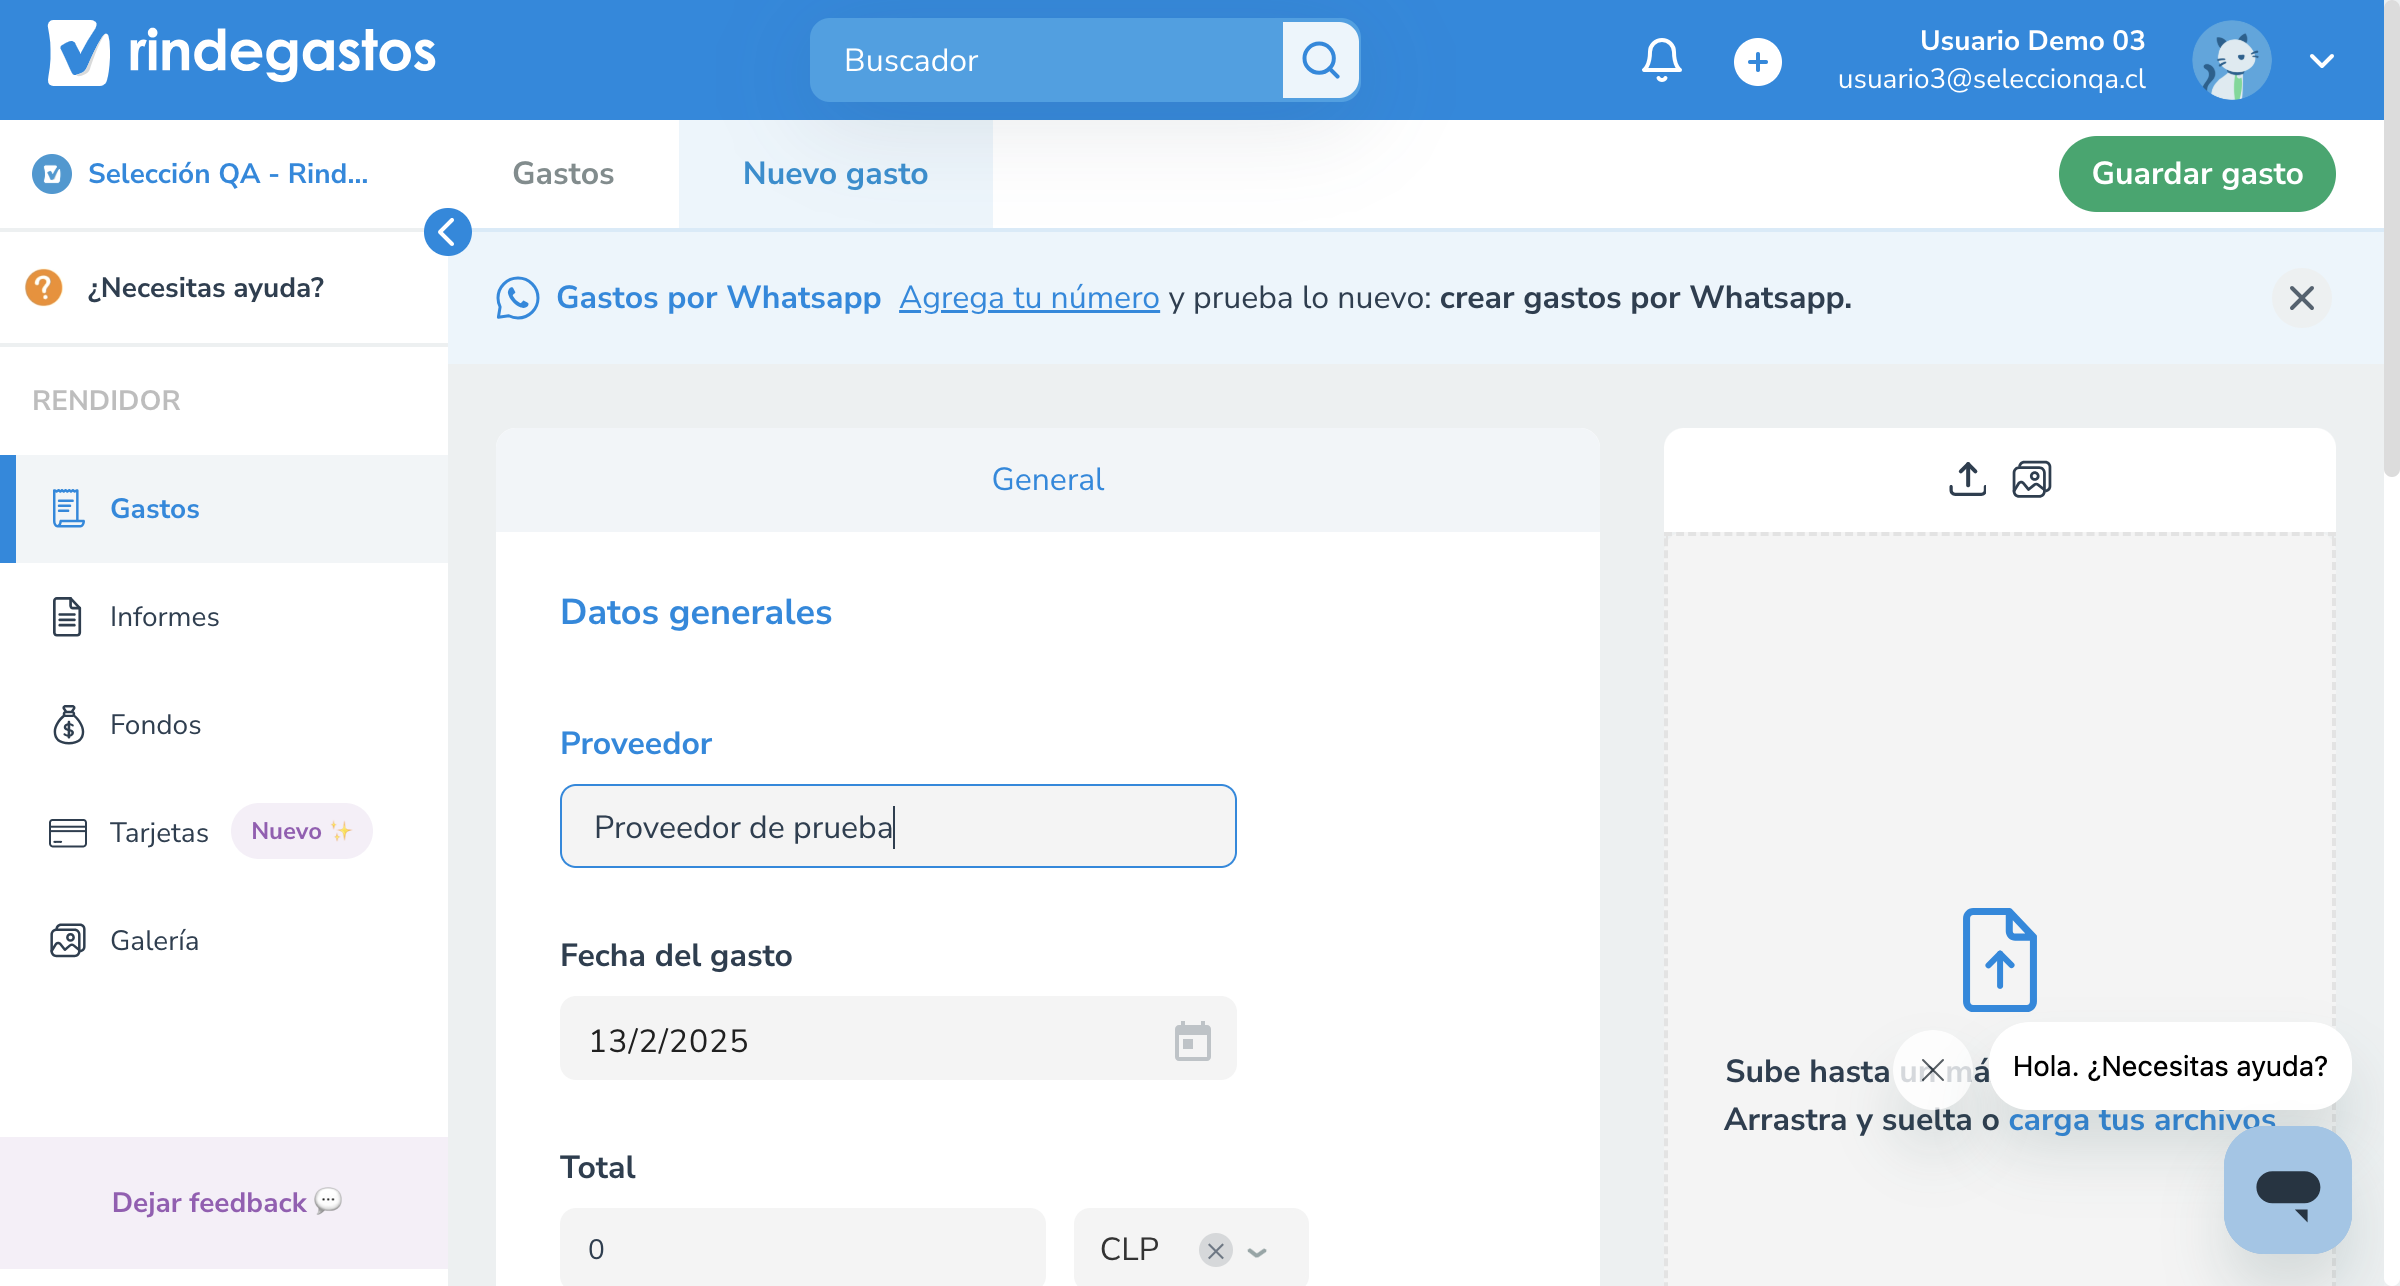 rindegastos
Buscador
Usuario Demo 03
usuario3@seleccionqa.cl
Selección QA - Rind...
Gastos
Nuevo gasto
Guardar gasto
¿Necesitas ayuda?
Gastos por Whatsapp Agrega tu número y prueba lo nuevo: crear gastos por Whatsapp.
RENDIDOR
Gastos
Informes
Fondos
Tarjetas Nuevo ✨
Galería
Dejar feedback 💬
General
Datos generales
Proveedor
Proveedor de prueba
Fecha del gasto
13/2/2025
Total
0
CLP
Sube hasta un má
Arrastra y suelta o carga tus archivos
Hola. ¿Necesitas ayuda?